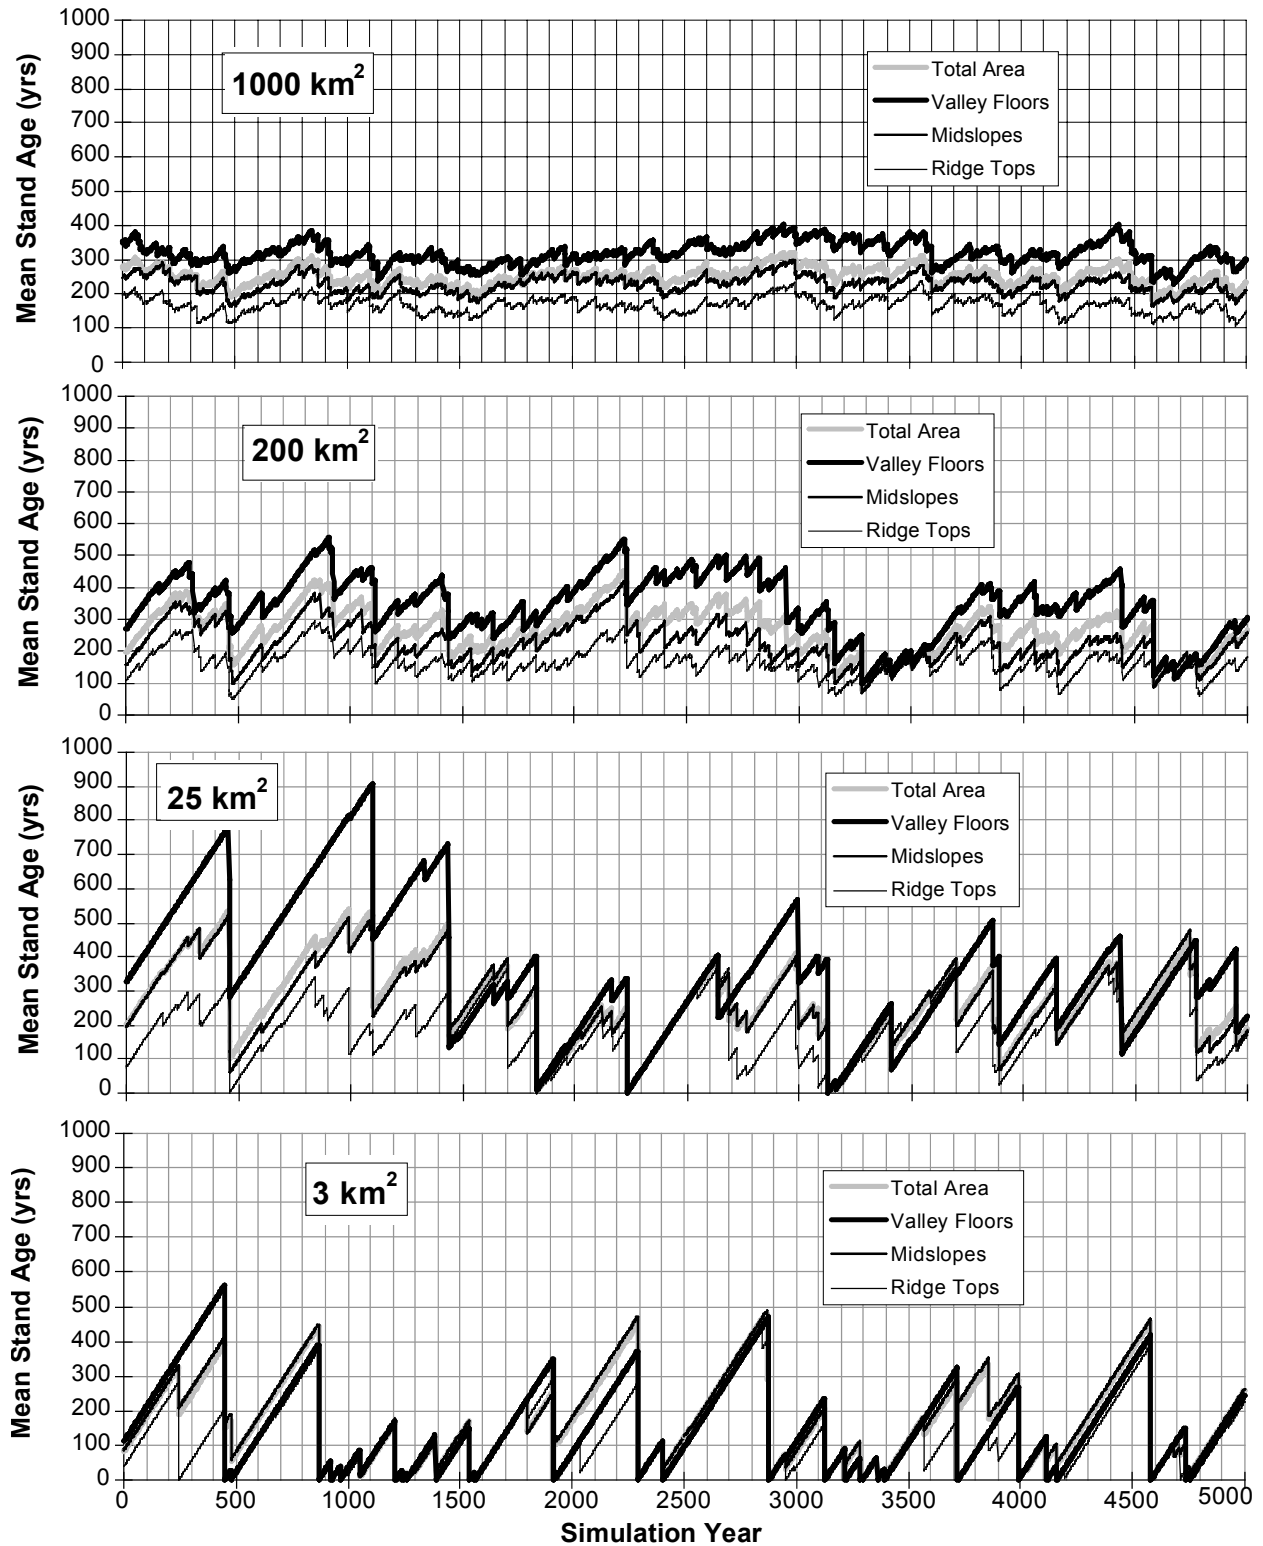 Mean Stand Age (yrs)
1000
900
800
700
600
500
400
300
200
100
0
1000 km2
Total Area
Valley Floors
Midslopes
Ridge Tops
Mean Stand Age (yrs)
1000
900
800
700
600
500
400
300
200
100
0
200 km2
Total Area
Valley Floors
Midslopes
Ridge Tops
Mean Stand Age (yrs)
1000
900
800
700
600
500
400
300
200
100
0
25 km2
Total Area
Valley Floors
Midslopes
Ridge Tops
Mean Stand Age (yrs)
1000
900
800
700
600
500
400
300
200
100
0
3 km2
Total Area
Valley Floors
Midslopes
Ridge Tops
0 500 1000 1500 2000 2500 3000 3500 4000 4500 5000
Simulation Year